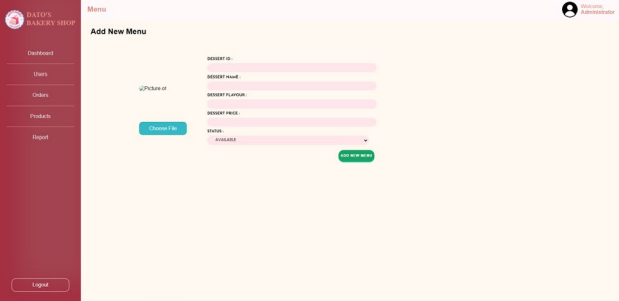 DATO'S
BAKERY SHOP
Menu
Welcome,
Administrator
Add New Menu
Dashboard
Users
Orders
Products
Report
Logout
Picture of
Choose File
DESSERT ID :
DESSERT NAME :
DESSERT FLAVOUR :
DESSERT PRICE :
STATUS :
AVAILABLE
ADD NEW MENU